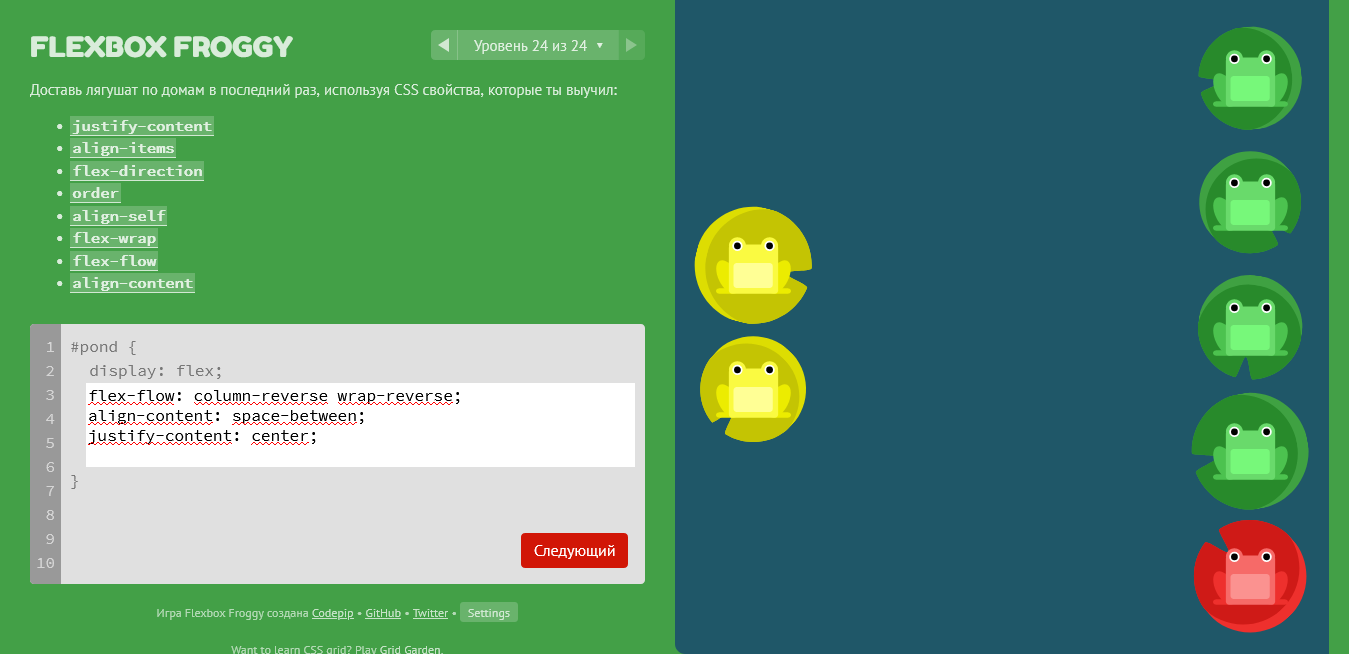 FLEXBOX FROGGY
◀ Уровень 24 из 24 ▼ ▶
Доставь лягушат по домам в последний раз, используя CSS свойства, которые ты выучил:
• justify-content
• align-items
• flex-direction
• order
• align-self
• flex-wrap
• flex-flow
• align-content
1 #pond {
2 display: flex;
3 flex-flow: column-reverse wrap-reverse;
4 align-content: space-between;
5 justify-content: center;
6
7 }
8
9
10
Следующий
Игра Flexbox Froggy создана Codepip • GitHub • Twitter • Settings
Want to learn CSS grid? Play Grid Garden.